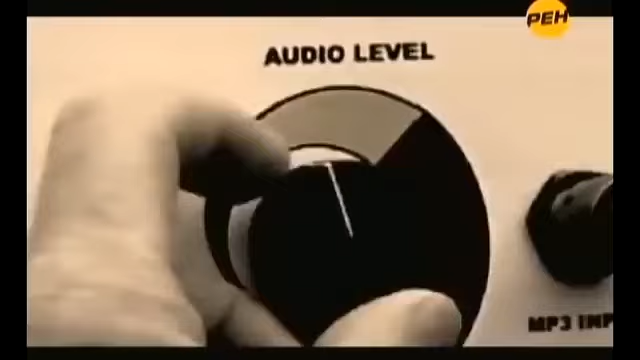 РЕН
AUDIO LEVEL
MP3 INP